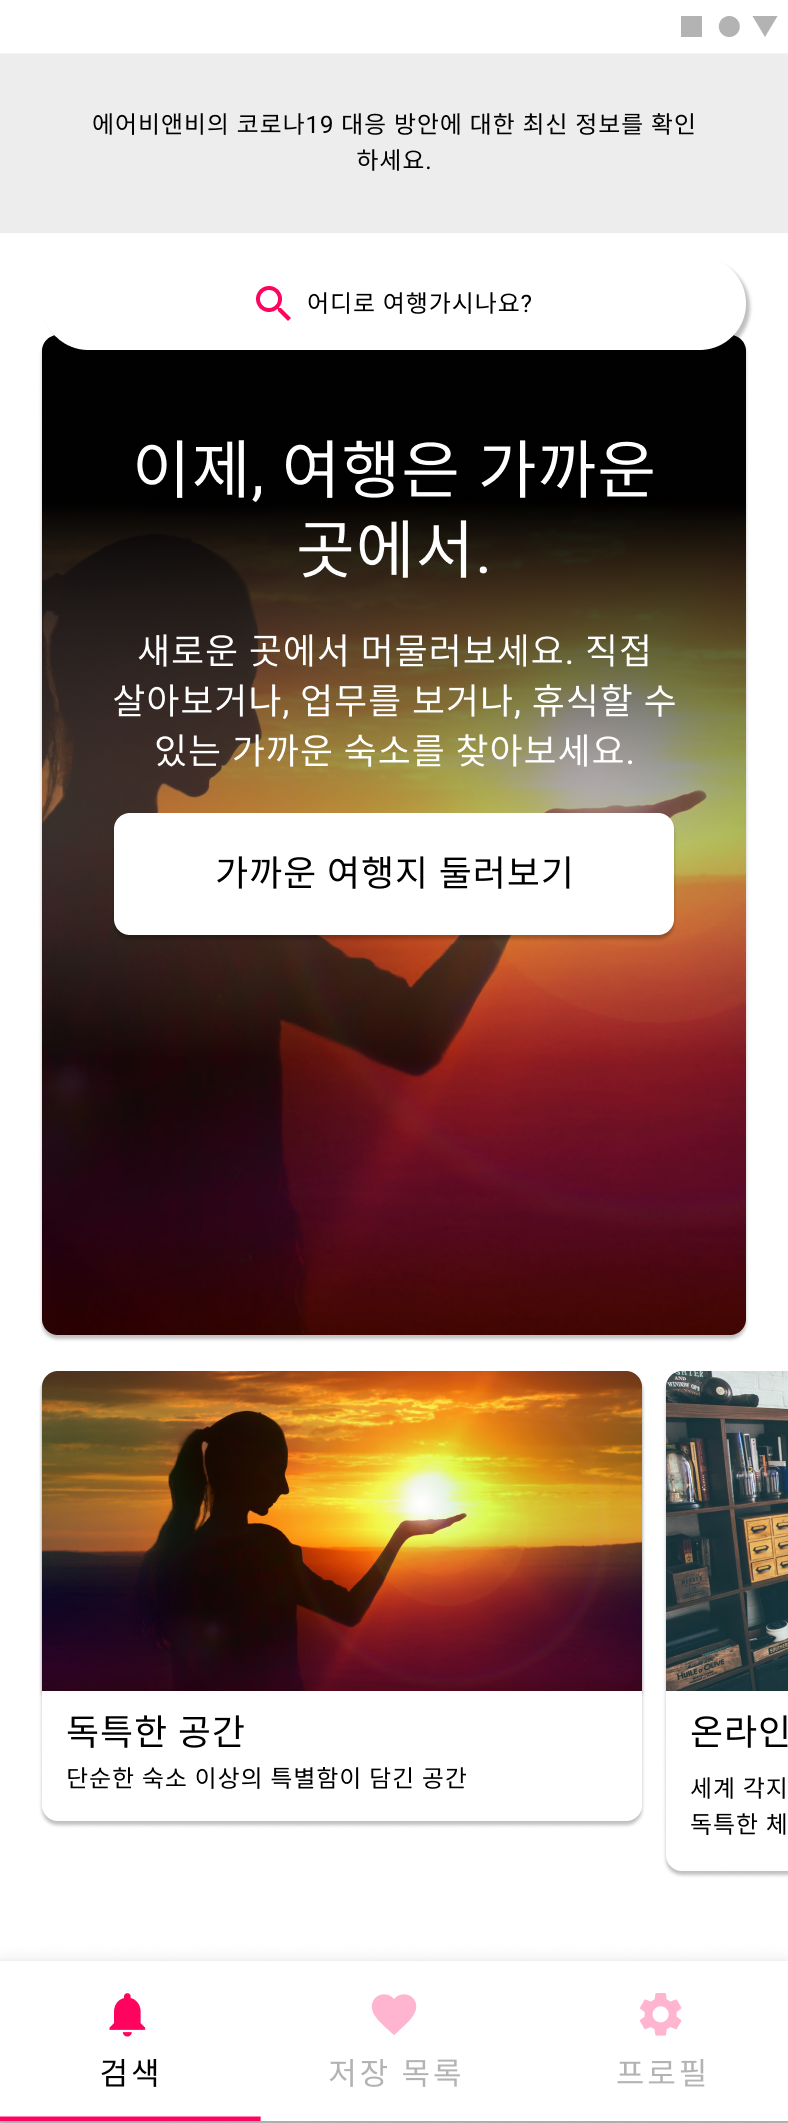 에어비앤비의 코로나19 대응 방안에 대한 최신 정보를 확인
하세요.
어디로 여행가시나요?
이제, 여행은 가까운
곳에서.
새로운 곳에서 머물러보세요. 직접
살아보거나, 업무를 보거나, 휴식할 수
있는 가까운 숙소를 찾아보세요.
가까운 여행지 둘러보기
AND
WINDOW OFF
HUILE D'OLIVE
독특한 공간
단순한 숙소 이상의 특별함이 담긴 공간
온라인
세계 각지
독특한 체
검색
저장 목록
프로필